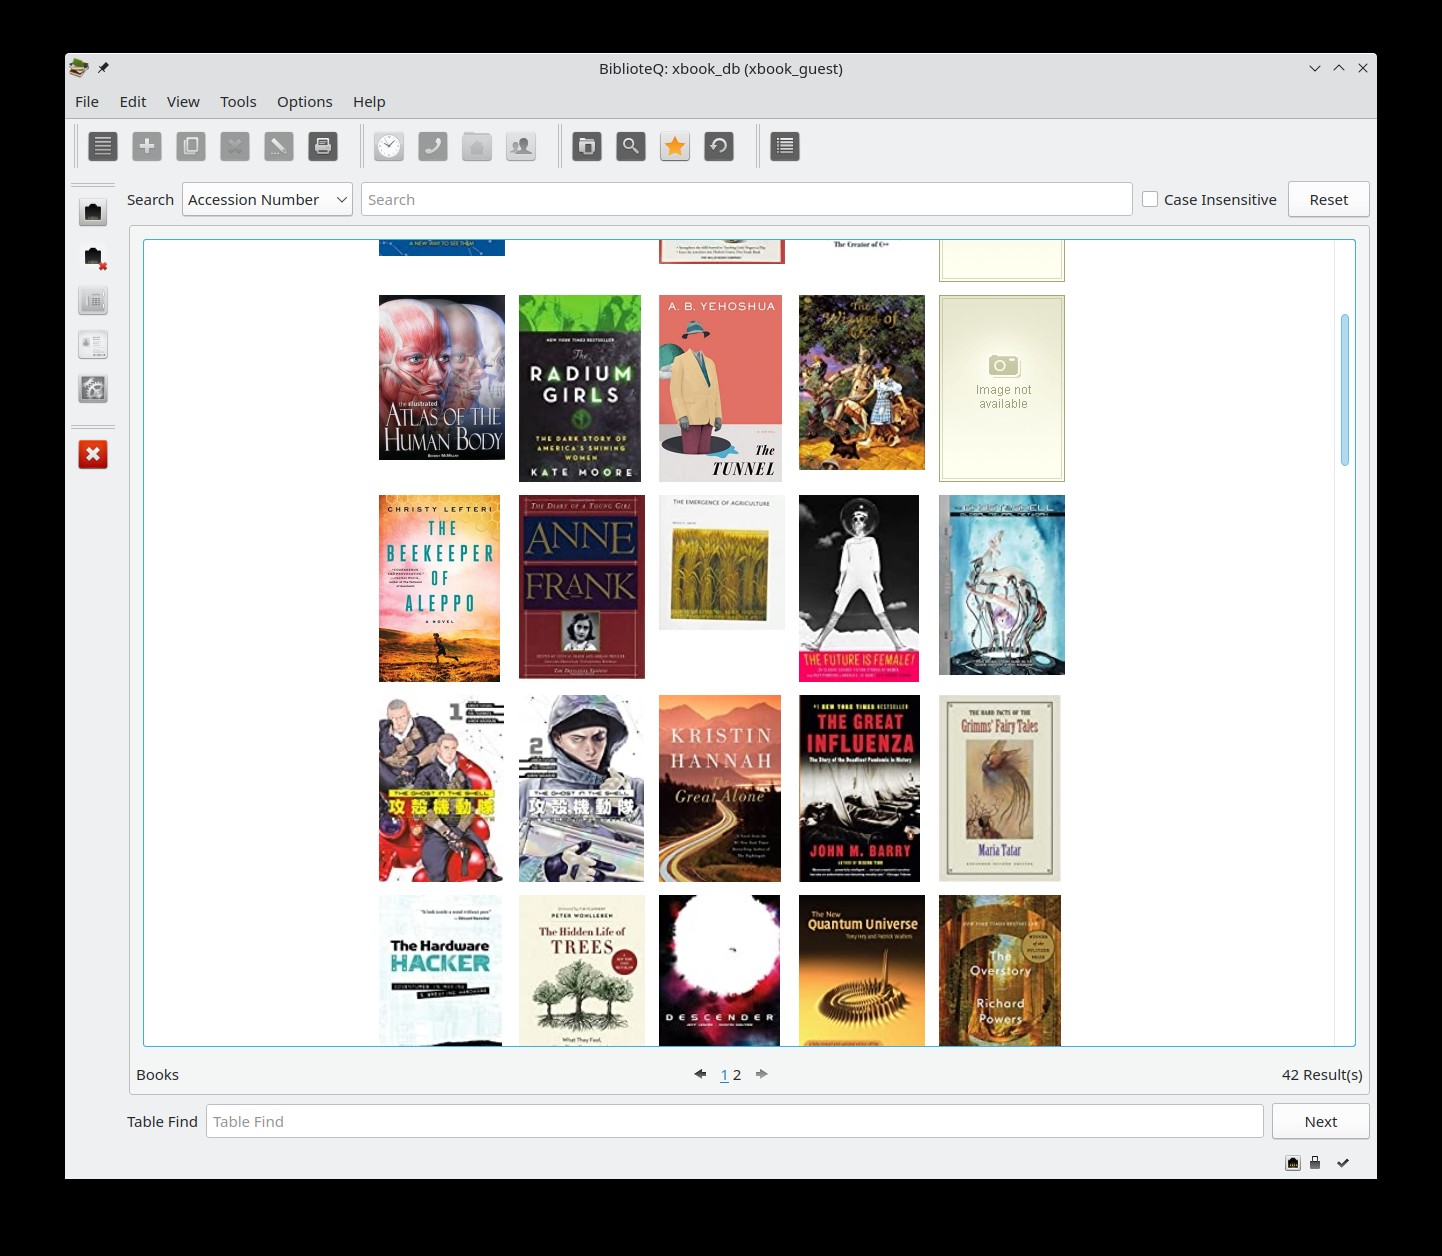 BiblioteQ: xbook_db (xbook_guest)
File Edit View Tools Options Help
Search Accession Number Search Case Insensitive Reset
A NEW WAY TO SEE THEM
The Creator of C++
the illustrated
ATLAS OF THE
HUMAN BODY
NEW YORK TIMES BESTSELLER
The
RADIUM
GIRLS
THE DARK STORY OF
AMERICA'S SHINING
WOMEN
KATE MOORE
A. B. YEHOSHUA
The
TUNNEL
The
Wizard of
Oz
Image not
available
CHRISTY LEFTERI
THE
BEEKEEPER
OF
ALEPPO
A NOVEL
THE DIARY OF A YOUNG GIRL
ANNE
FRANK
THE EMERGENCE OF AGRICULTURE
THE FUTURE IS FEMALE!
1
THE GHOST IN THE SHELL
攻殻機動隊
2
THE GHOST IN THE SHELL
攻殻機動隊
KRISTIN
HANNAH
The
Great Alone
#1 NEW YORK TIMES BESTSELLER
THE GREAT
INFLUENZA
The Story of the Deadliest Pandemic in History
JOHN M. BARRY
THE HARD FACTS OF THE
Grimms' Fairy Tales
Maria Tatar
The Hardware
HACKER
PETER WOHLLEBEN
The Hidden Life of
TREES
What They Feel,
DESCENDER
The New
Quantum Universe
Tony Hey and Patrick Walters
The
Overstory
Richard
Powers
Books 1 2 42 Result(s)
Table Find Table Find Next